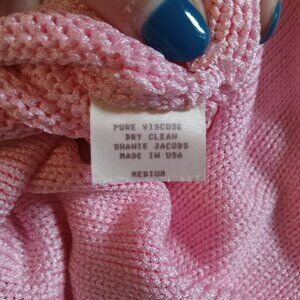 PURE VISCOSE
DRY CLEAN
SHANIE JACOBS
MADE IN USA
MEDIUM